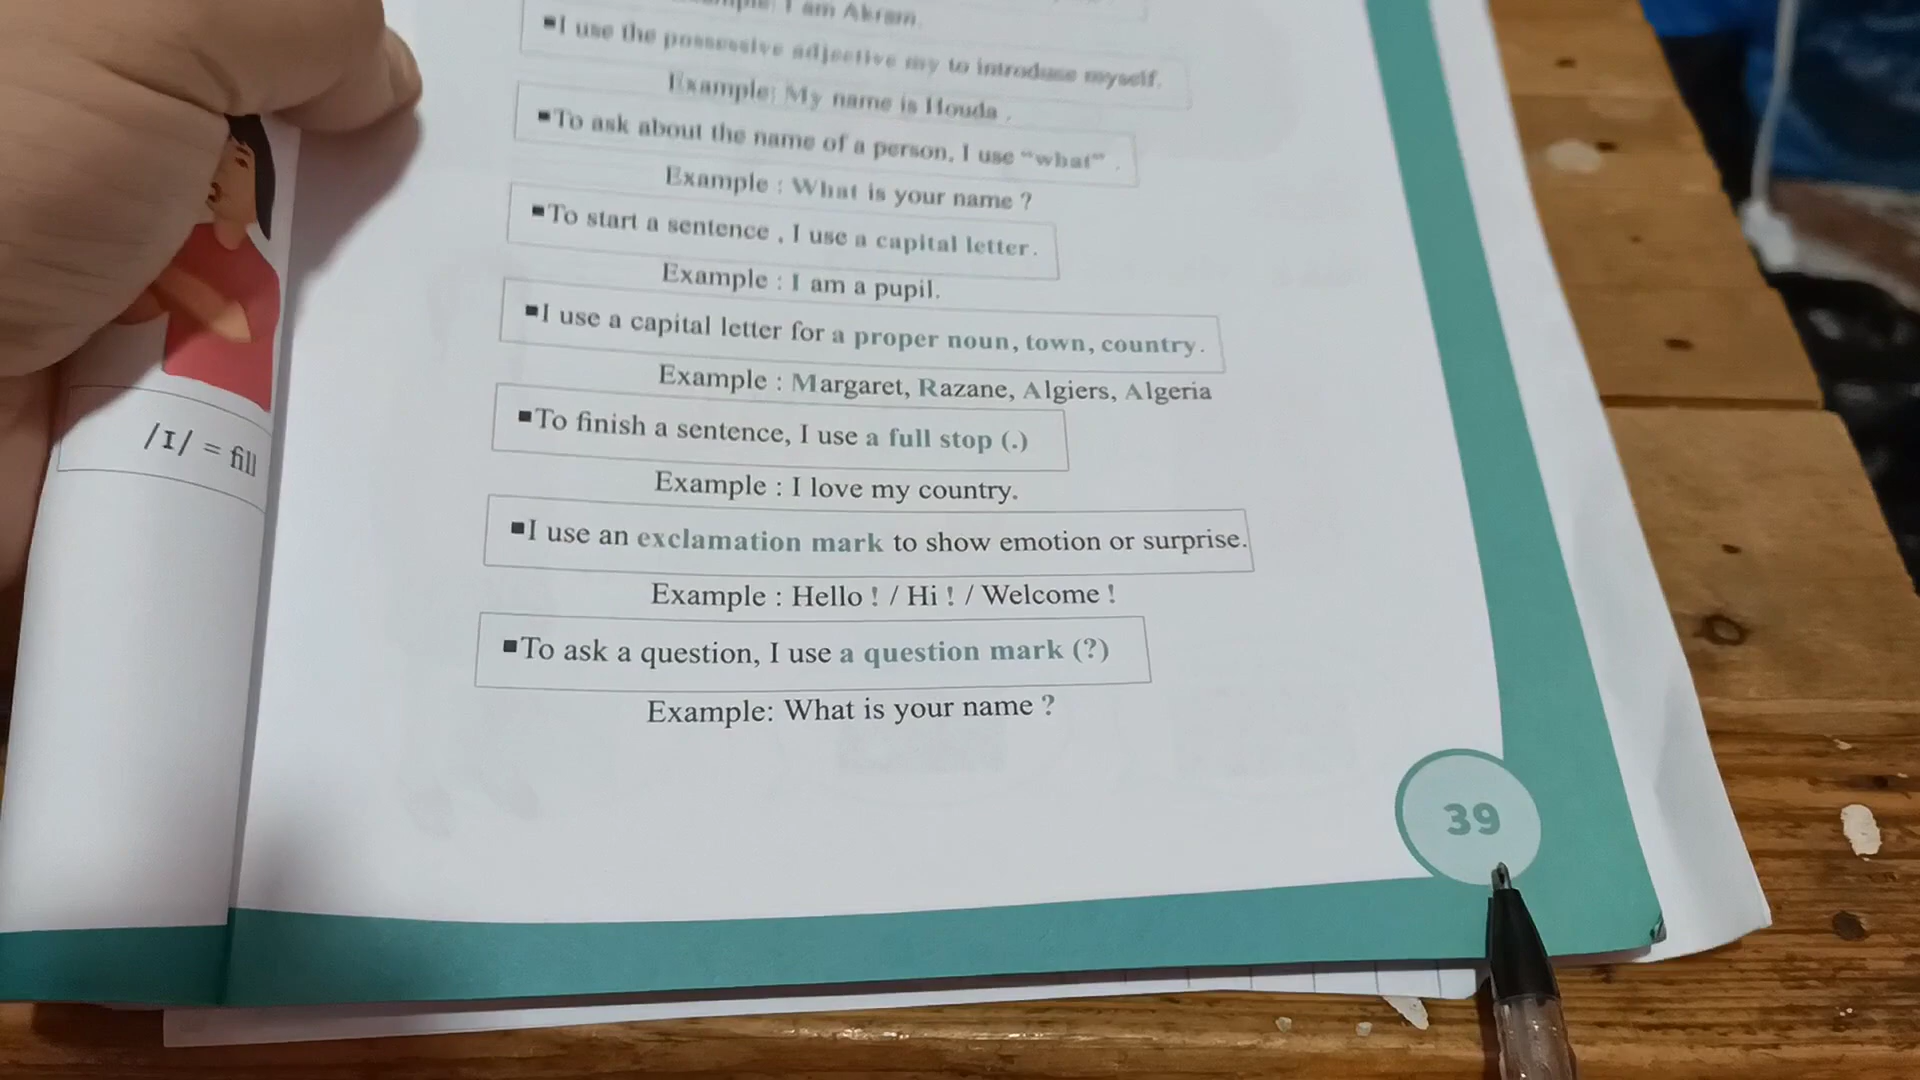 I am Akram.
▪I use the possessive adjective my to introduce myself.
Example: My name is Houda .
▪To ask about the name of a person, I use “what” .
Example : What is your name ?
▪To start a sentence , I use a capital letter.
Example : I am a pupil.
▪I use a capital letter for a proper noun, town, country.
Example : Margaret, Razane, Algiers, Algeria
▪To finish a sentence, I use a full stop (.)
Example : I love my country.
▪I use an exclamation mark to show emotion or surprise.
Example : Hello ! / Hi ! / Welcome !
▪To ask a question, I use a question mark (?)
Example: What is your name ?
/ɪ/ = fill
39